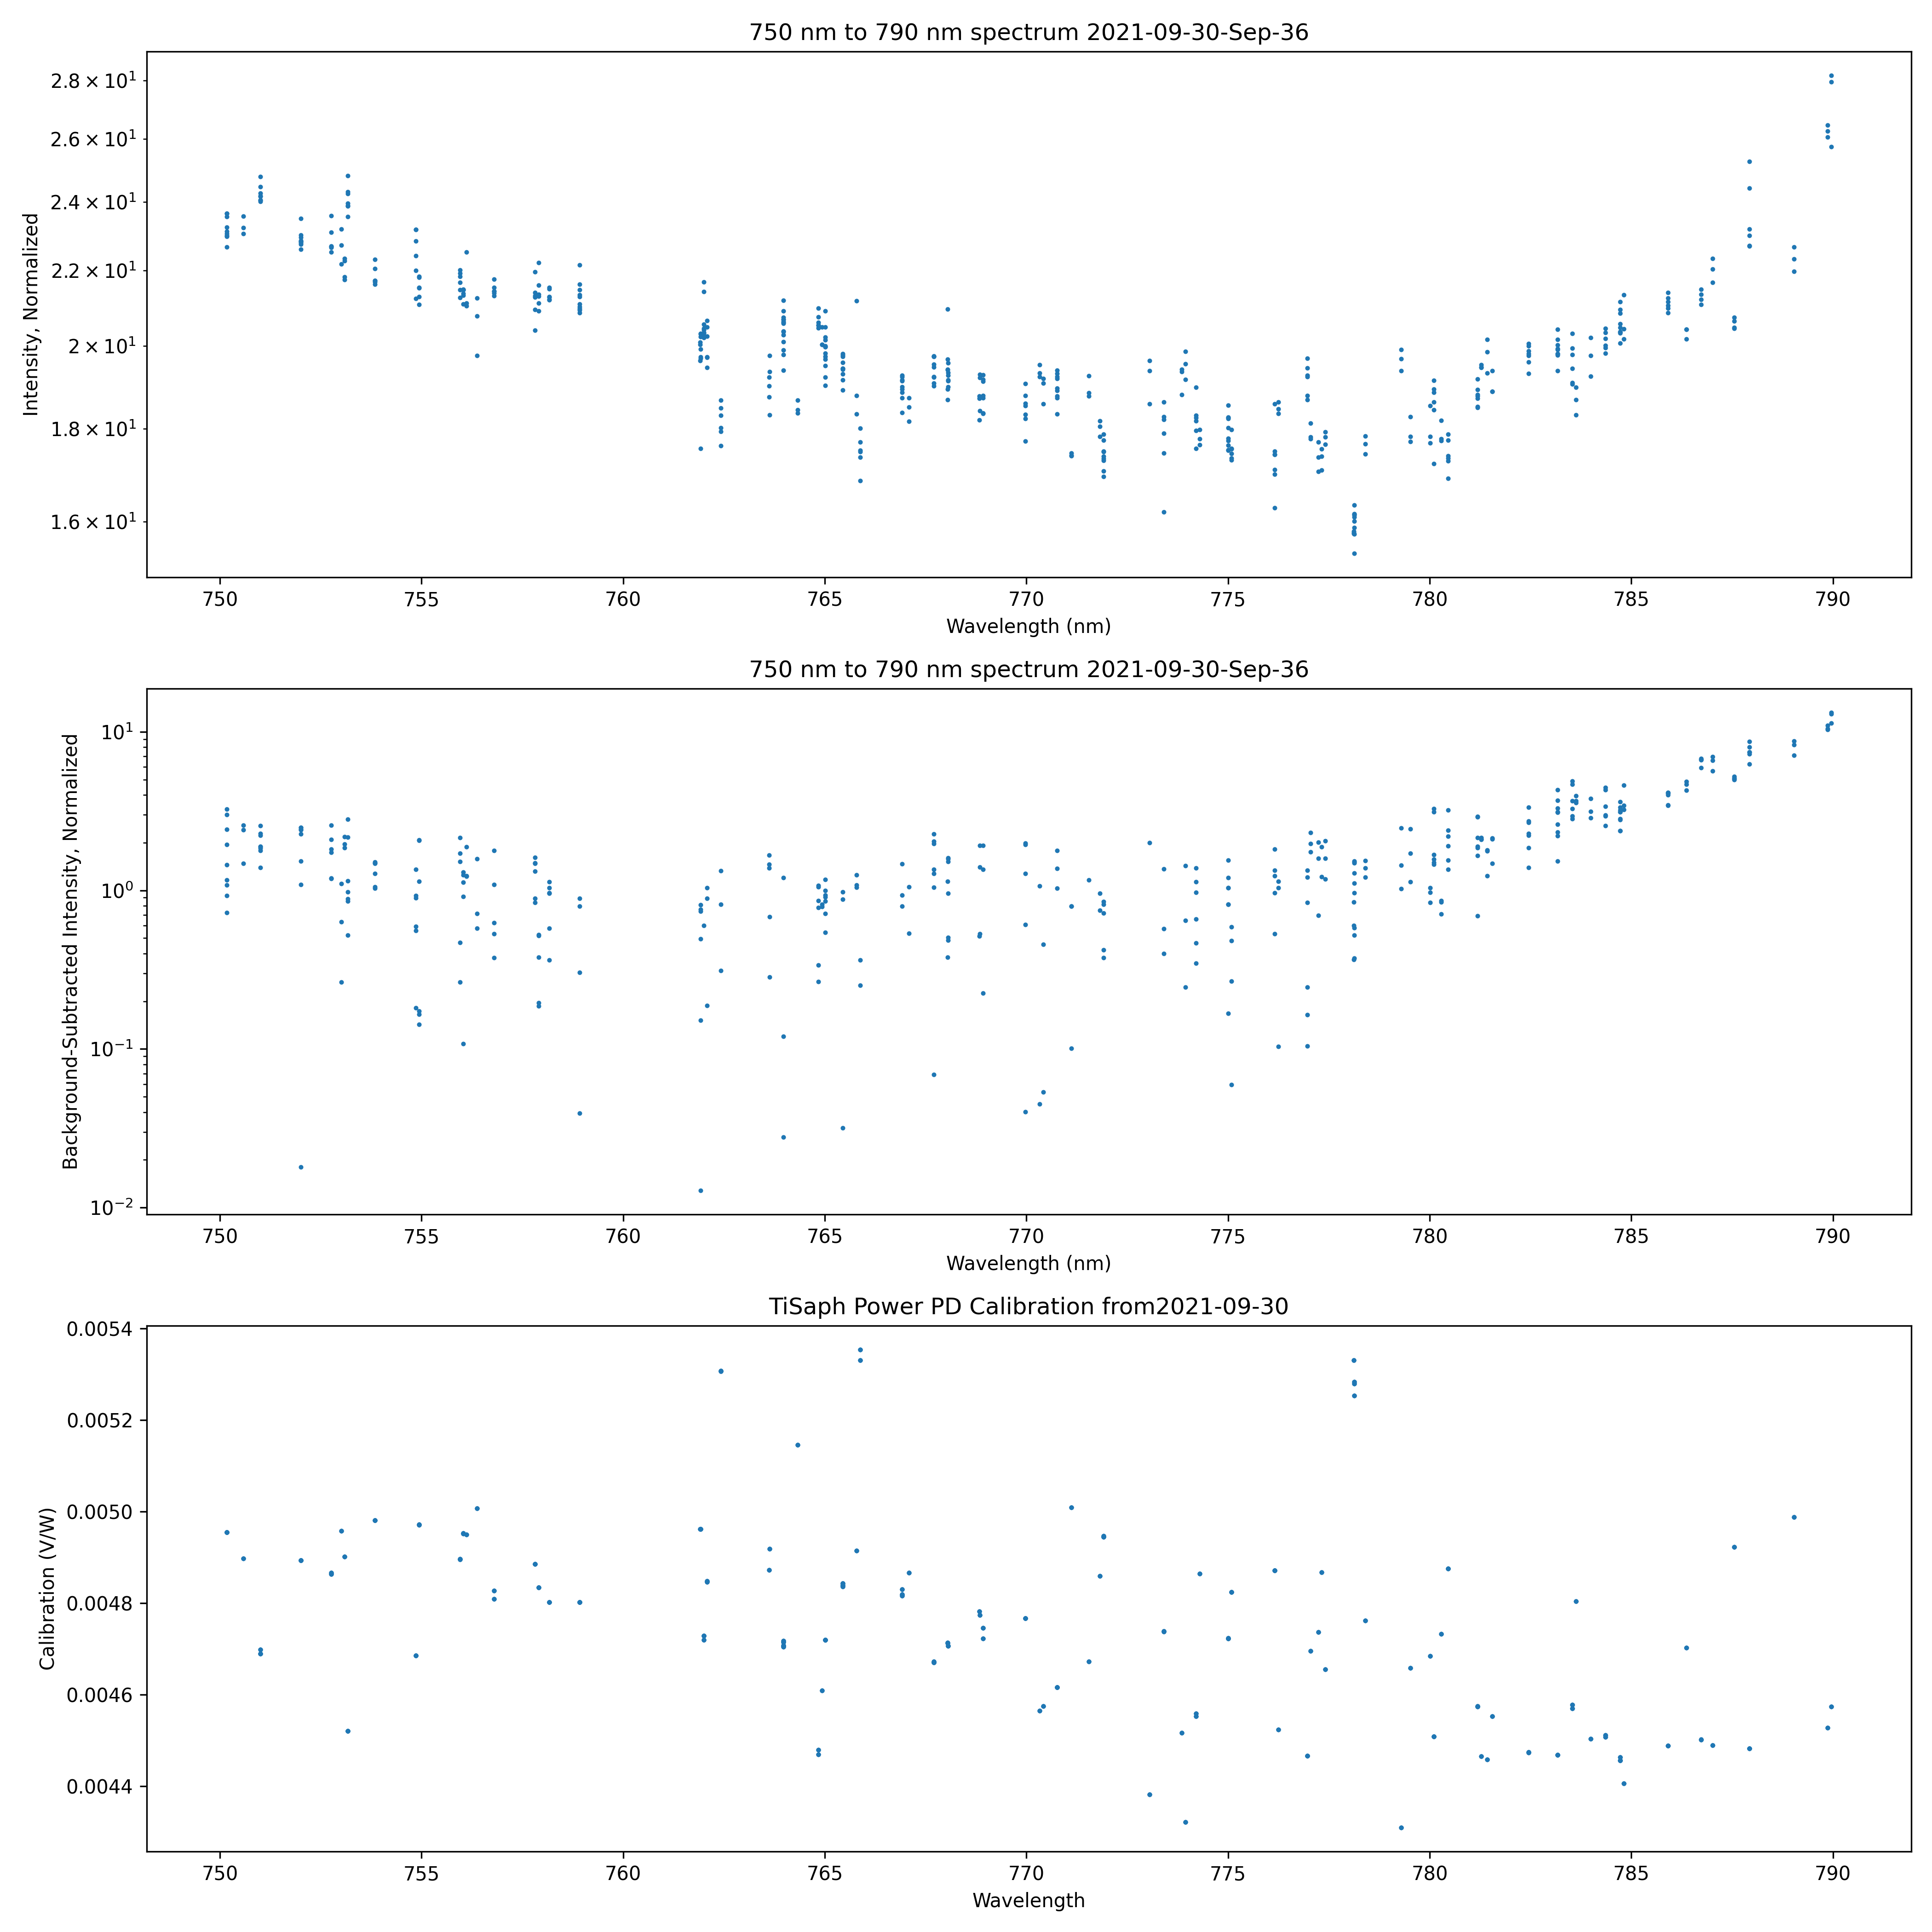 750 nm to 790 nm spectrum 2021-09-30-Sep-36
Intensity, Normalized
2.8 × 10¹
2.6 × 10¹
2.4 × 10¹
2.2 × 10¹
2 × 10¹
1.8 × 10¹
1.6 × 10¹
750 755 760 765 770 775 780 785 790
Wavelength (nm)
750 nm to 790 nm spectrum 2021-09-30-Sep-36
Background-Subtracted Intensity, Normalized
10¹
10⁰
10⁻¹
10⁻²
750 755 760 765 770 775 780 785 790
Wavelength (nm)
TiSaph Power PD Calibration from2021-09-30
Calibration (V/W)
0.0054
0.0052
0.0050
0.0048
0.0046
0.0044
750 755 760 765 770 775 780 785 790
Wavelength